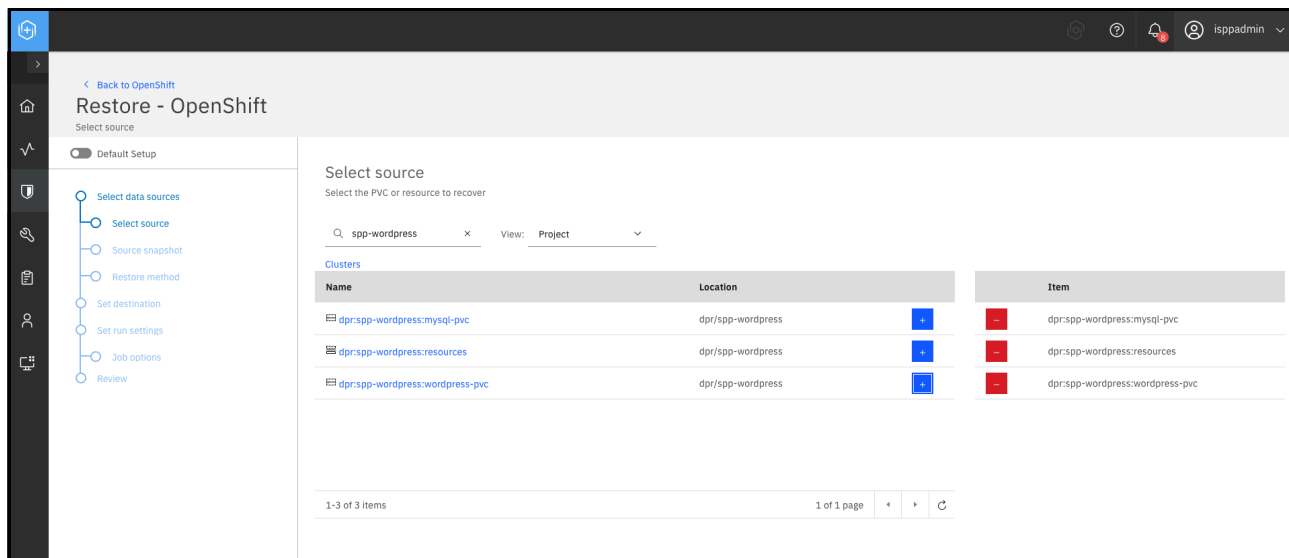 8
isppadmin
Back to OpenShift
Restore - OpenShift
Select source
Default Setup
Select data sources
Select source
Source snapshot
Restore method
Set destination
Set run settings
Job options
Review
Select source
Select the PVC or resource to recover
spp-wordpress View: Project
Clusters
Name Location Item
dpr:spp-wordpress:mysql-pvc dpr/spp-wordpress + - dpr:spp-wordpress:mysql-pvc
dpr:spp-wordpress:resources dpr/spp-wordpress + - dpr:spp-wordpress:resources
dpr:spp-wordpress:wordpress-pvc dpr/spp-wordpress + - dpr:spp-wordpress:wordpress-pvc
1-3 of 3 items 1 of 1 page